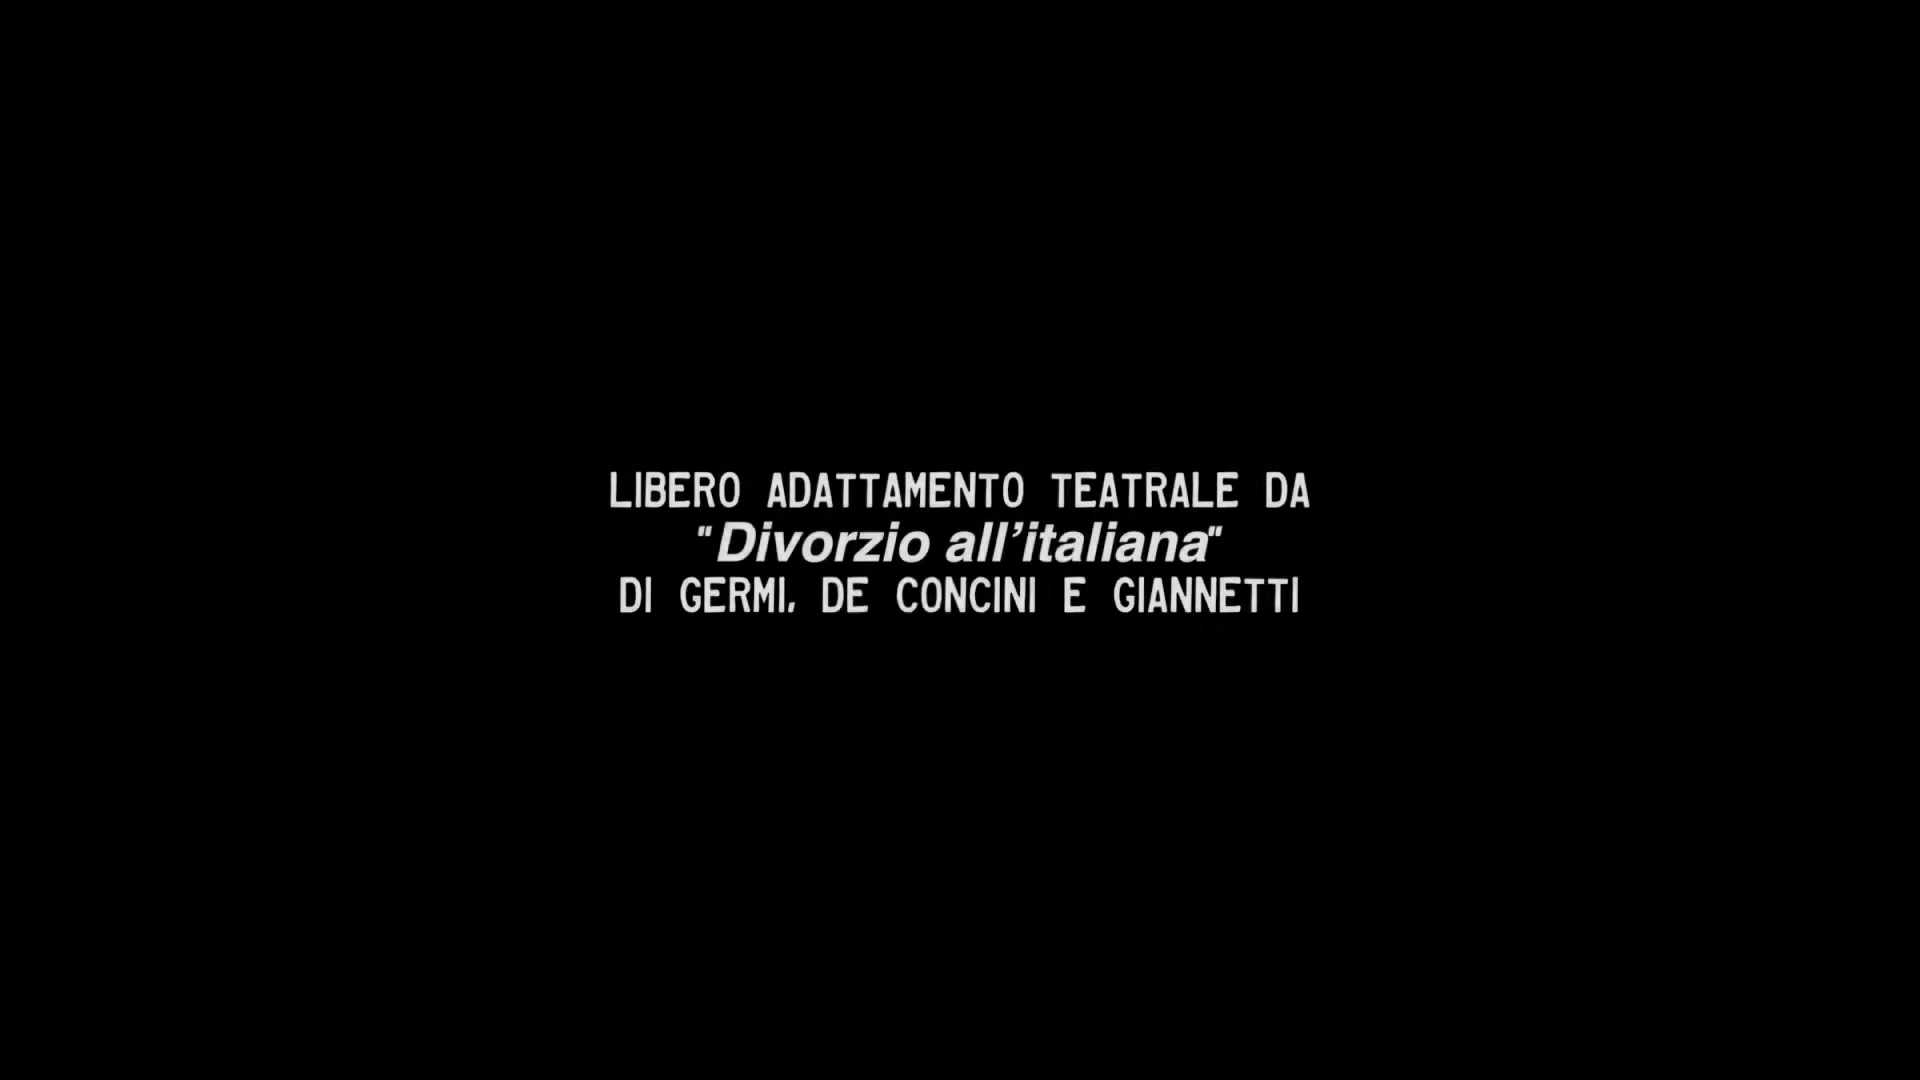 LIBERO ADATTAMENTO TEATRALE DA
"Divorzio all'italiana"
DI GERMI, DE CONCINI E GIANNETTI